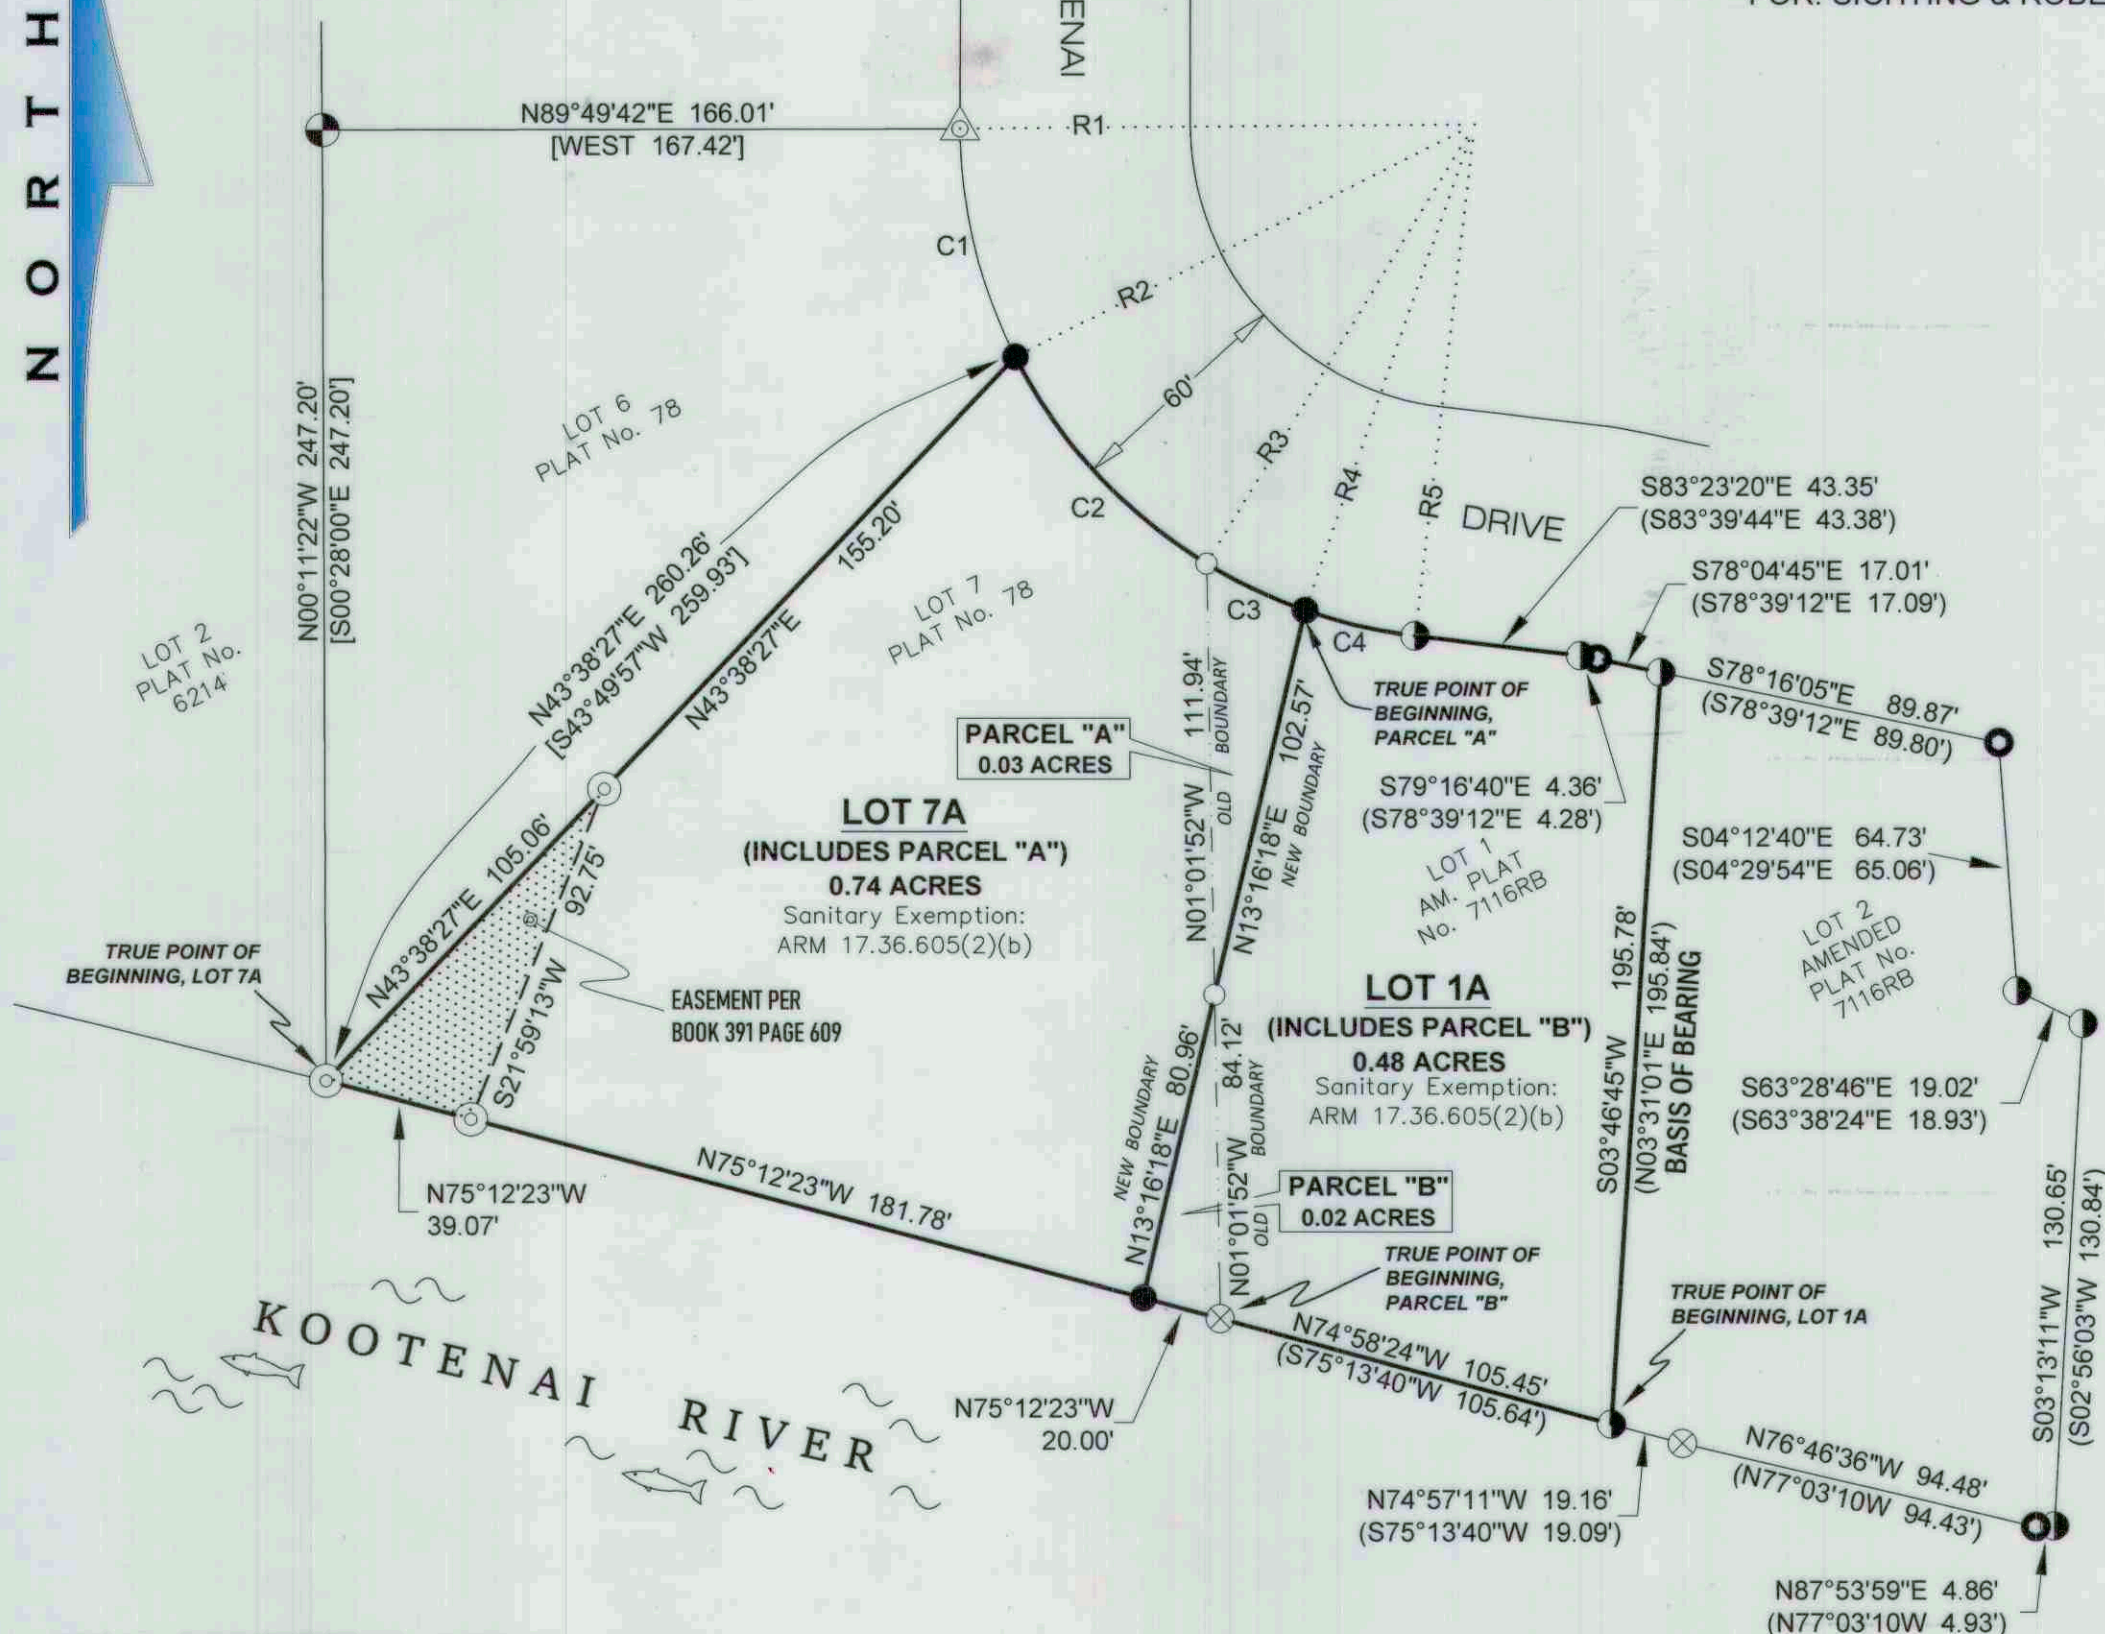 NORTH
ENAI
N89°49'42"E 166.01'
[WEST 167.42']
R1
C1
R2
N00°11'22"W 247.20'
[S00°28'00"E 247.20']
LOT 6
PLAT No. 78
60'
R3
R4
R5
DRIVE
C2
S83°23'20"E 43.35'
(S83°39'44"E 43.38')
S78°04'45"E 17.01'
(S78°39'12"E 17.09')
N43°38'27"E 260.26'
[S43°49'57"W 259.93']
155.20'
N43°38'27"E
LOT 7
PLAT No. 78
C3
C4
LOT 2
PLAT No.
6214
S78°16'05"E 89.87'
(S78°39'12"E 89.80')
TRUE POINT OF
BEGINNING,
PARCEL "A"
PARCEL "A"
0.03 ACRES
N01°01'52"W 111.94'
OLD BOUNDARY
N13°16'18"E 102.57'
NEW BOUNDARY
S79°16'40"E 4.36'
(S78°39'12"E 4.28')
LOT 7A
(INCLUDES PARCEL "A")
0.74 ACRES
Sanitary Exemption:
ARM 17.36.605(2)(b)
LOT 1
AM. PLAT
No. 7116RB
S04°12'40"E 64.73'
(S04°29'54"E 65.06')
LOT 2
AMENDED
PLAT No.
7116RB
N43°38'27"E 105.06'
S21°59'13"W 92.75'
TRUE POINT OF
BEGINNING, LOT 7A
EASEMENT PER
BOOK 391 PAGE 609
LOT 1A
(INCLUDES PARCEL "B")
0.48 ACRES
Sanitary Exemption:
ARM 17.36.605(2)(b)
S03°46'45"W 195.78'
(N03°31'01"E 195.84')
BASIS OF BEARING
S63°28'46"E 19.02'
(S63°38'24"E 18.93')
NEW BOUNDARY
N13°16'18"E 80.96'
N01°01'52"W 84.12'
OLD BOUNDARY
N75°12'23"W
39.07'
N75°12'23"W 181.78'
PARCEL "B"
0.02 ACRES
TRUE POINT OF
BEGINNING,
PARCEL "B"
TRUE POINT OF
BEGINNING, LOT 1A
S03°13'11"W 130.65'
(S02°56'03"W 130.84')
KOOTENAI RIVER
N74°58'24"W 105.45'
(S75°13'40"W 105.64')
N75°12'23"W
20.00'
N76°46'36"W 94.48'
(N77°03'10W 94.43')
N74°57'11"W 19.16'
(S75°13'40"W 19.09')
N87°53'59"E 4.86'
(N77°03'10W 4.93')